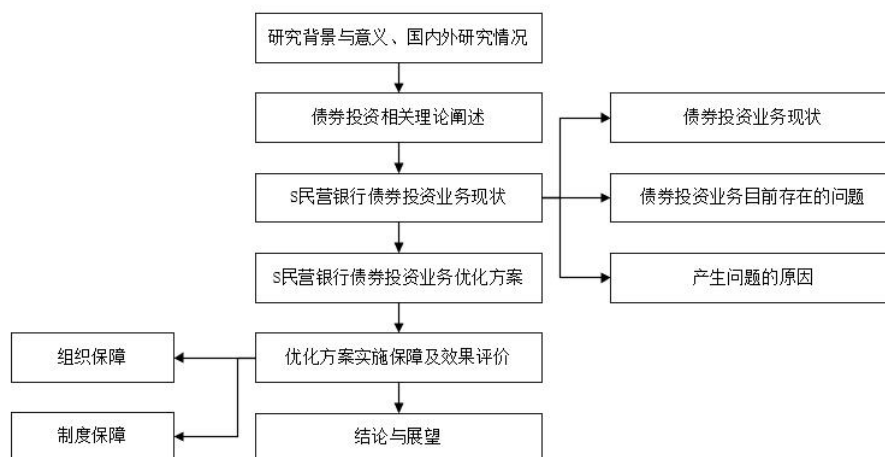 研究背景与意义、国内外研究情况
债券投资相关理论阐述
债券投资业务现状
S民营银行债券投资业务现状
债券投资业务目前存在的问题
S民营银行债券投资业务优化方案
产生问题的原因
组织保障
优化方案实施保障及效果评价
制度保障
结论与展望